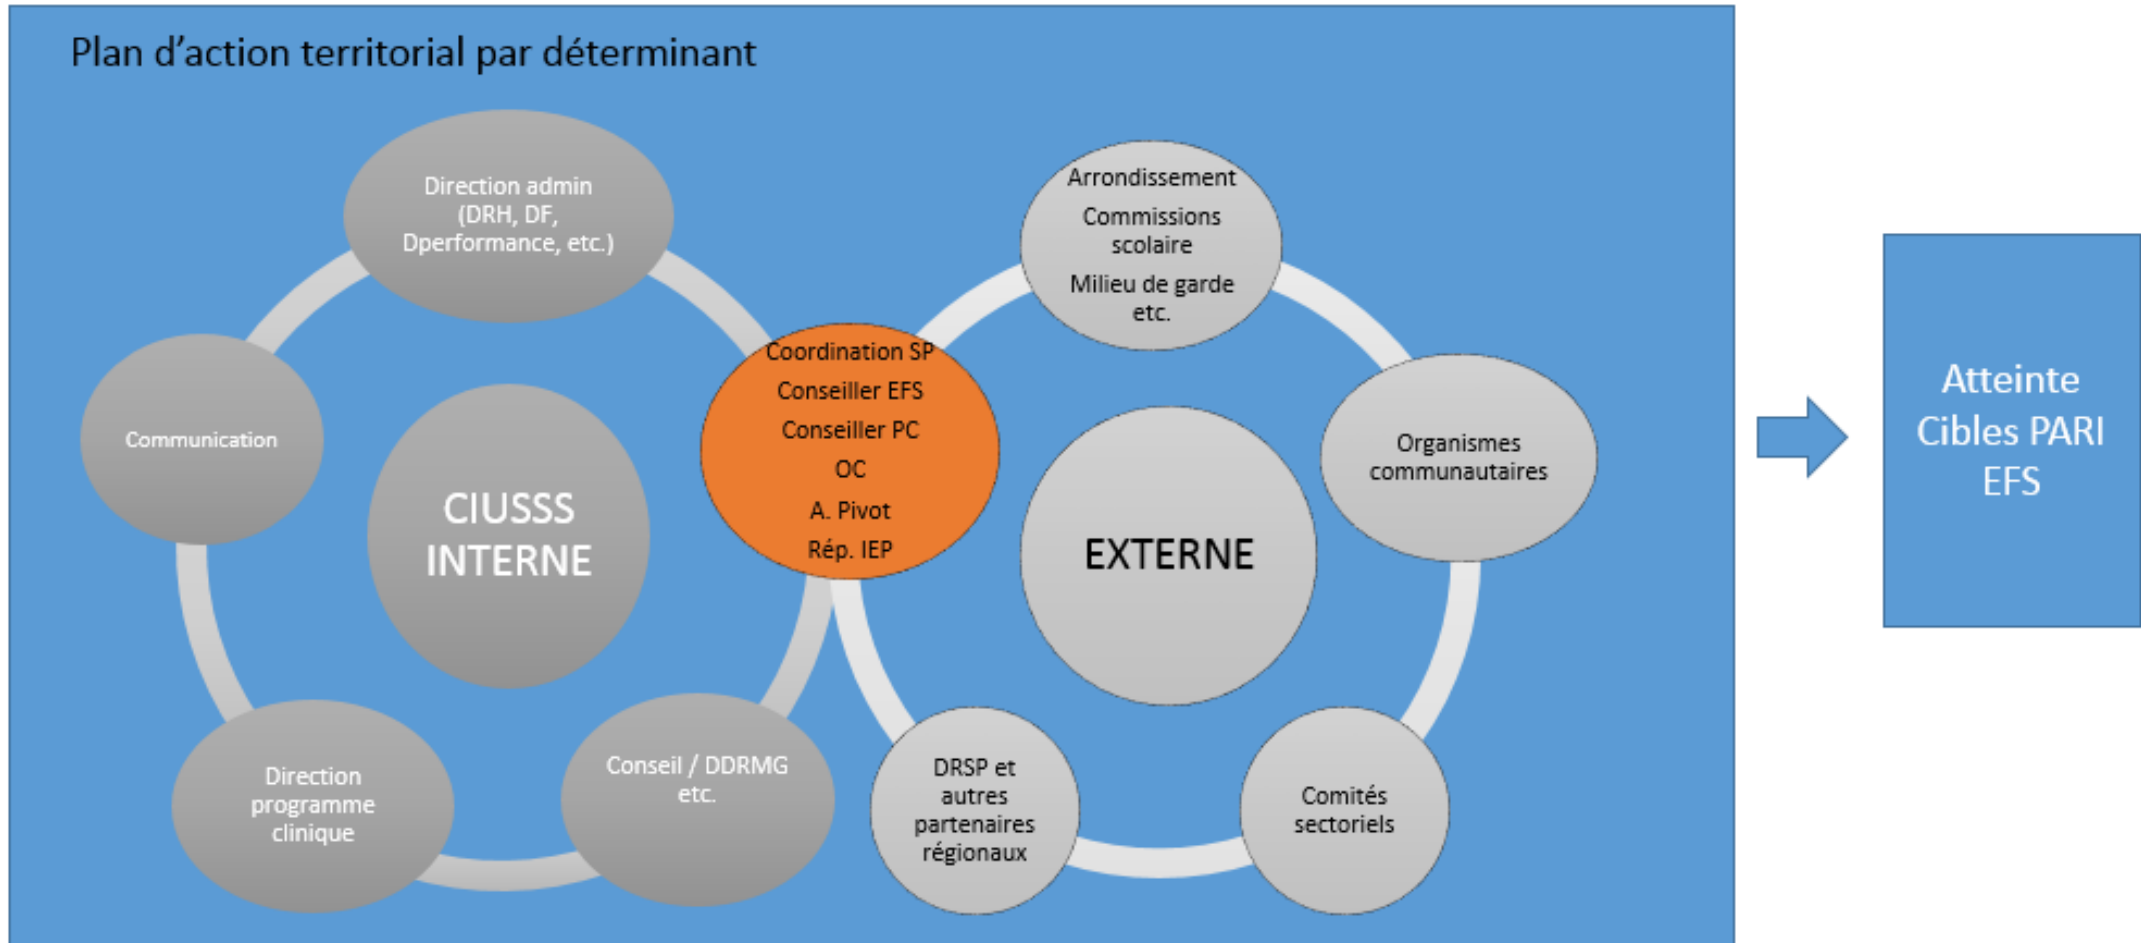 Plan d'action territorial par déterminant
Direction admin
(DRH, DF,
Dperformance, etc.)
Communication
CIUSSS
INTERNE
Direction
programme
clinique
Conseil / DDRMG
etc.
Coordination SP
Conseiller EFS
Conseiller PC
OC
A. Pivot
Rép. IEP
Arrondissement
Commissions
scolaire
Milieu de garde
etc.
Organismes
communautaires
EXTERNE
DRSP et
autres
partenaires
régionaux
Comités
sectoriels
Atteinte
Cibles PARI
EFS